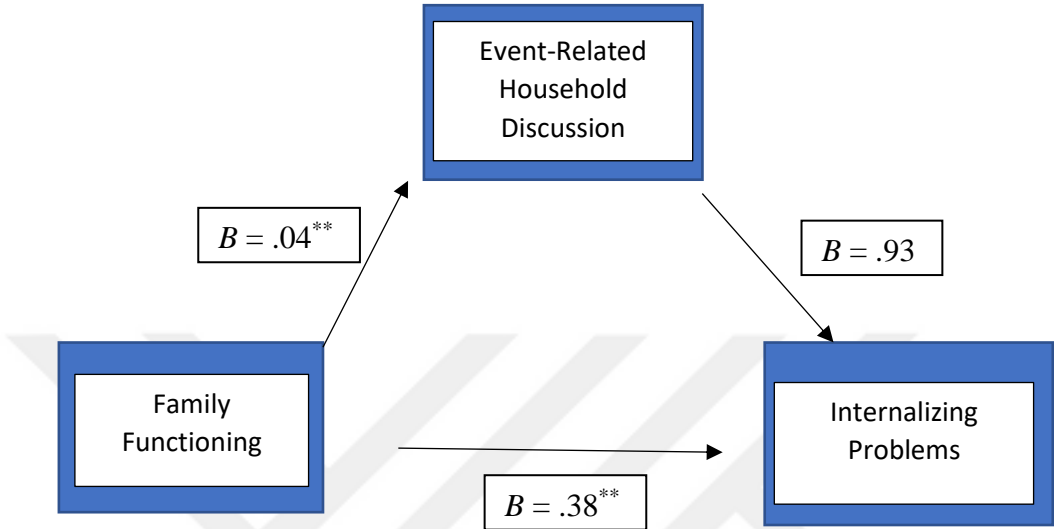 Event-Related
Household
Discussion
B = .04**
B = .93
Family
Functioning
Internalizing
Problems
B = .38**